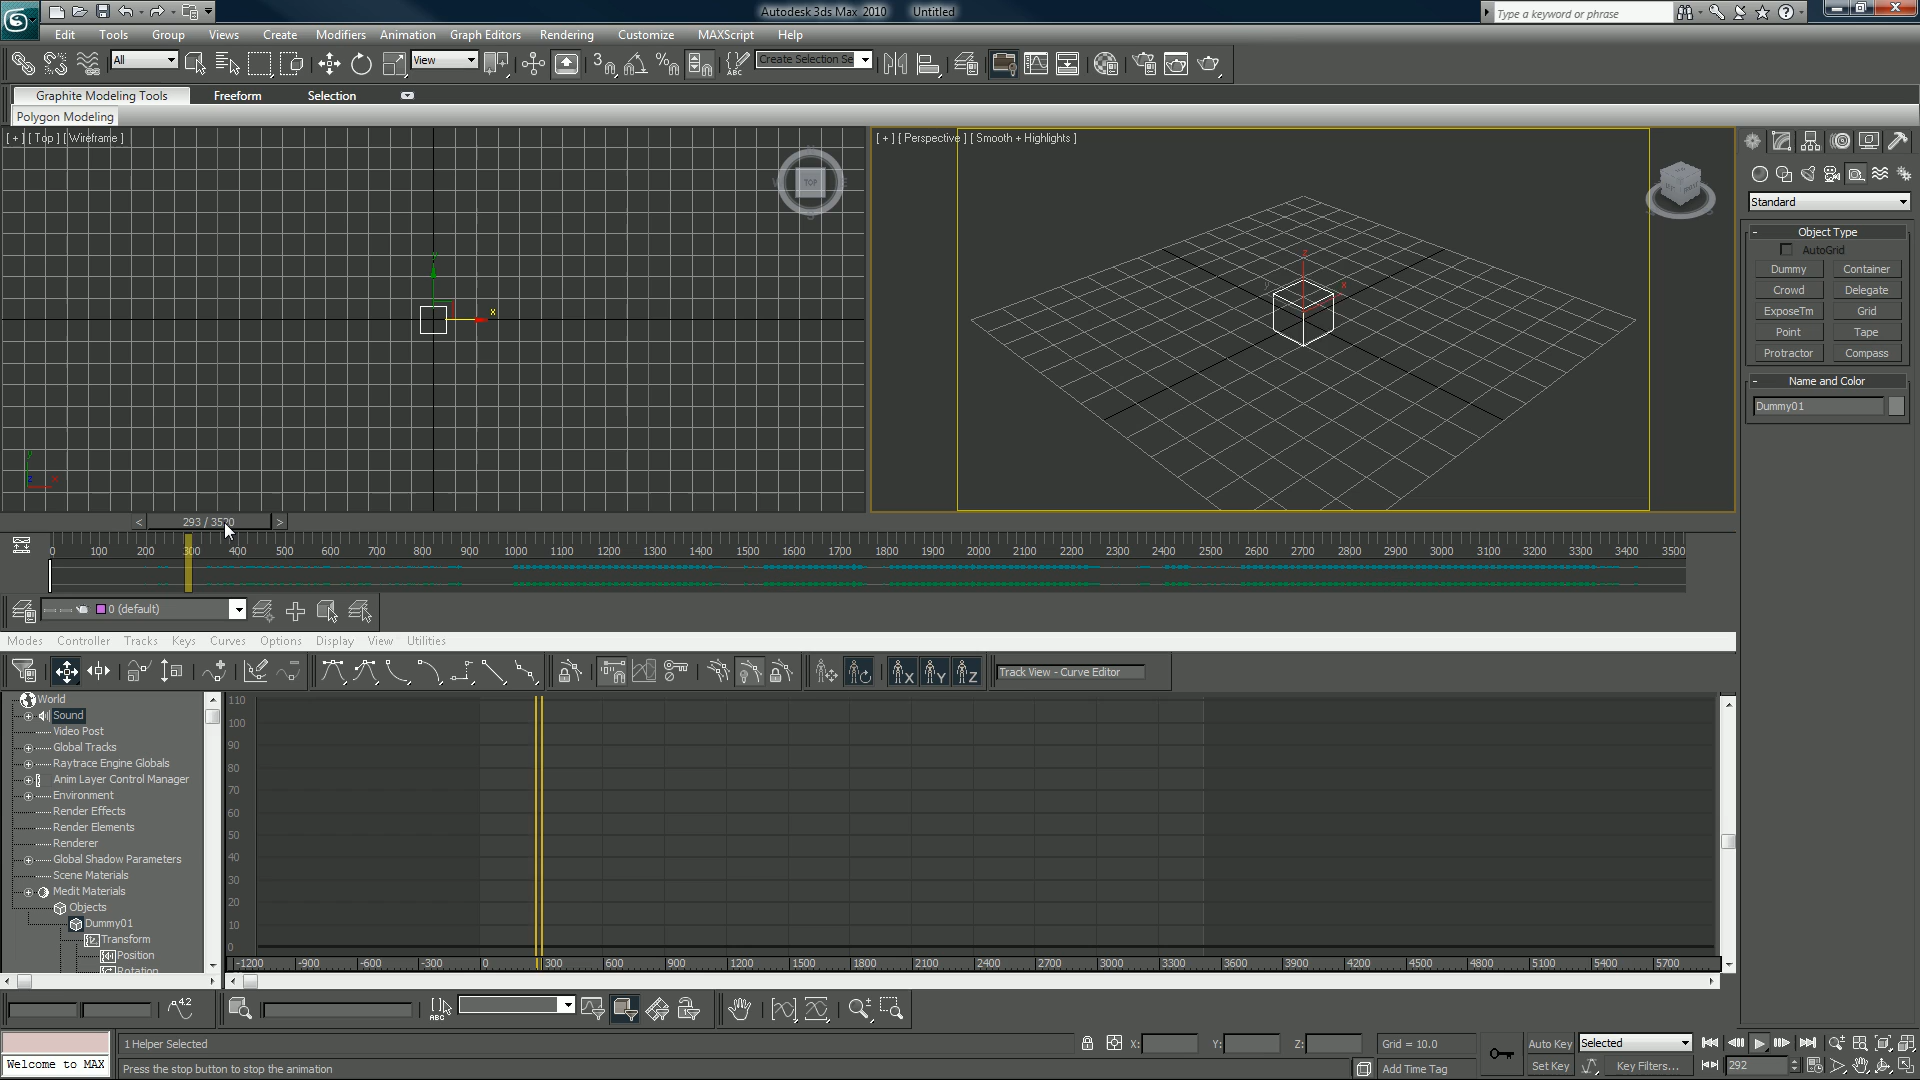 Autodesk 3ds Max 2010 Untitled
Type a keyword or phrase
Edit Tools Group Views Create Modifiers Animation Graph Editors Rendering Customize MAXScript Help
All View Create Selection Se
Graphite Modeling Tools Freeform Selection
Polygon Modeling
[ + ] [ Top ] [ Wireframe ]
[ + ] [ Perspective ] [ Smooth + Highlights ]
TOP
Standard
- Object Type
AutoGrid
Dummy Container
Crowd Delegate
ExposeTm Grid
Point Tape
Protractor Compass
- Name and Color
Dummy01
y
x
z
x
y
y
z x
< 293 / 3520 >
0 100 200 300 400 500 600 700 800 900 1000 1100 1200 1300 1400 1500 1600 1700 1800 1900 2000 2100 2200 2300 2400 2500 2600 2700 2800 2900 3000 3100 3200 3300 3400 3500
0 (default)
Modes Controller Tracks Keys Curves Options Display View Utilities
X Y Z
Track View - Curve Editor
World
Sound
Video Post
Global Tracks
Raytrace Engine Globals
Anim Layer Control Manager
Environment
Render Effects
Render Elements
Renderer
Global Shadow Parameters
Scene Materials
Medit Materials
Objects
Dummy01
Transform
Position
Rotation
110
100
90
80
70
60
50
40
30
20
10
0
-1200 -900 -600 -300 0 300 600 900 1200 1500 1800 2100 2400 2700 3000 3300 3600 3900 4200 4500 4800 5100 5400 5700
4.2
ABC
1 Helper Selected
X: Y: Z: Grid = 10.0
Auto Key Selected
Welcome to MAX
Press the stop button to stop the animation
Add Time Tag
Set Key Key Filters...
292